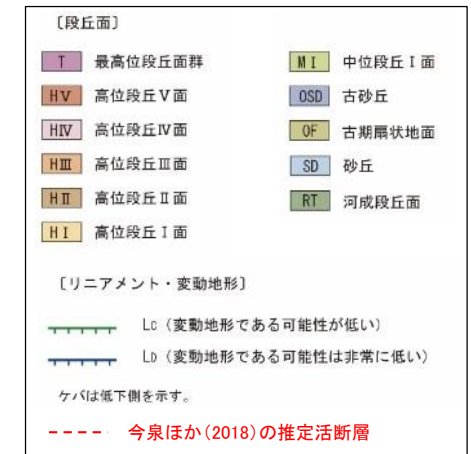 〔段丘面〕
T 最高位段丘面群
HⅤ 高位段丘Ⅴ面
HⅣ 高位段丘Ⅳ面
HⅢ 高位段丘Ⅲ面
HⅡ 高位段丘Ⅱ面
HⅠ 高位段丘Ⅰ面
MⅠ 中位段丘Ⅰ面
OSD 古砂丘
OF 古期扇状地面
SD 砂丘
RT 河成段丘面
〔リニアメント・変動地形〕
LC (変動地形である可能性が低い)
LD (変動地形である可能性は非常に低い)
ケバは低下側を示す。
今泉ほか(2018)の推定活断層